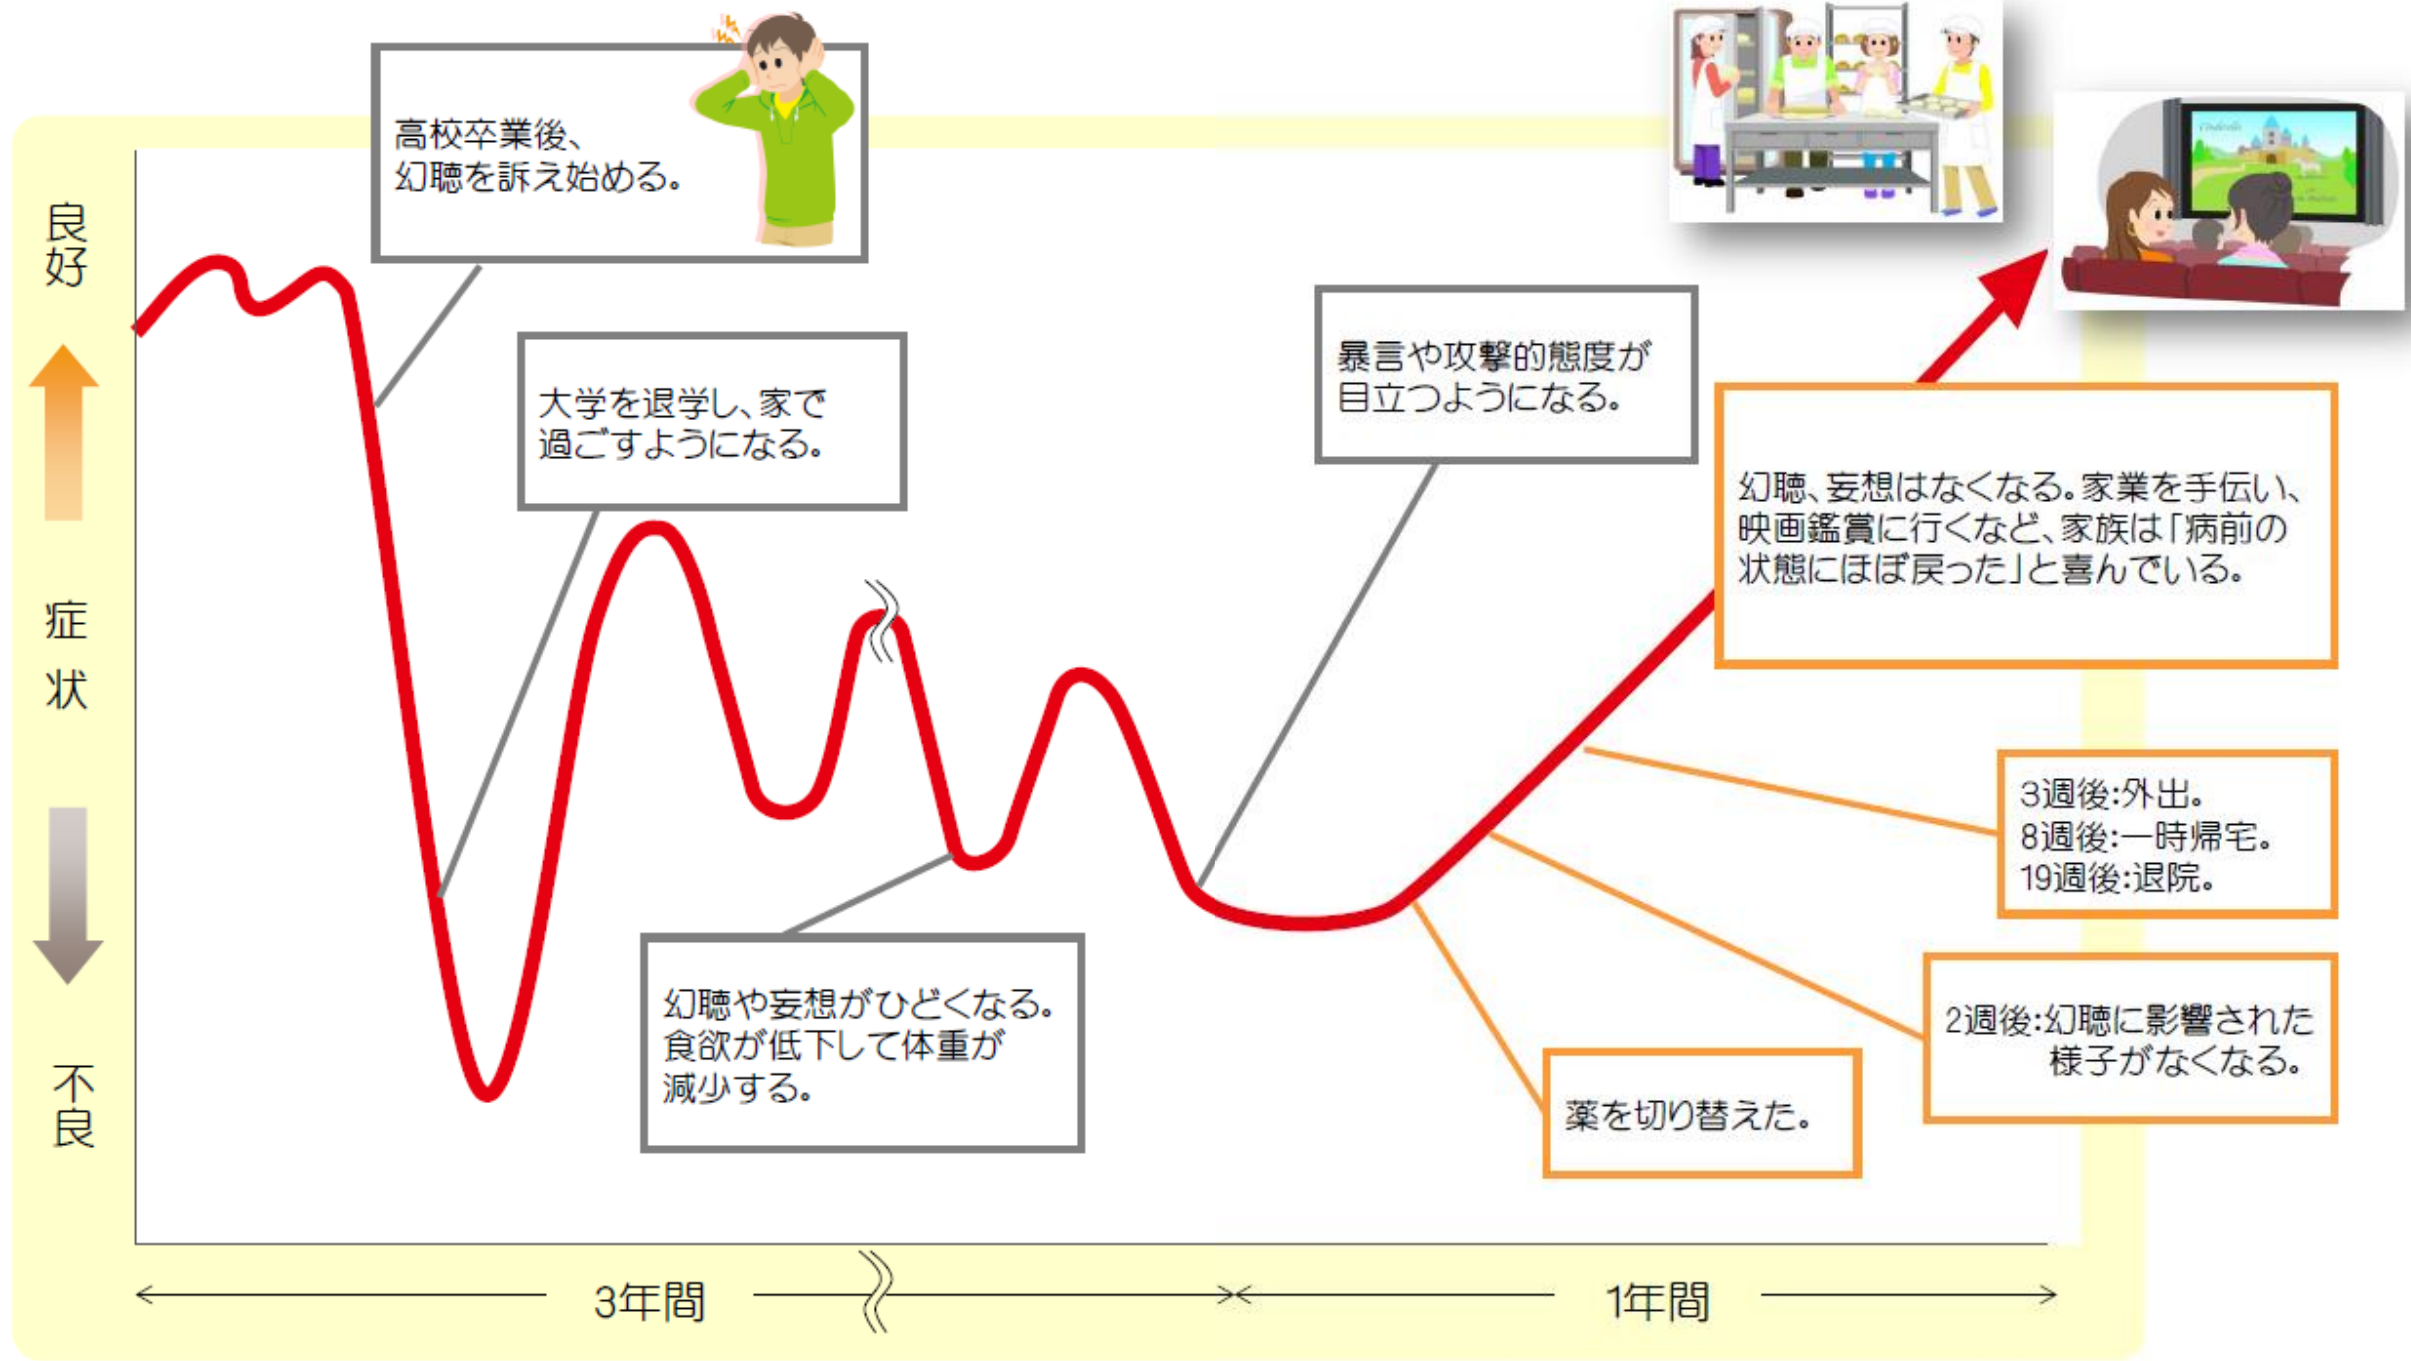 高校卒業後、
幻聴を訴え始める。
良好
症状
不良
大学を退学し、家で
過ごすようになる。
暴言や攻撃的態度が
目立つようになる。
幻聴、妄想はなくなる。家業を手伝い、
映画鑑賞に行くなど、家族は「病前の
状態にほぼ戻った」と喜んでいる。
3週後:外出。
8週後:一時帰宅。
19週後:退院。
幻聴や妄想がひどくなる。
食欲が低下して体重が
減少する。
2週後:幻聴に影響された
様子がなくなる。
薬を切り替えた。
3年間
1年間